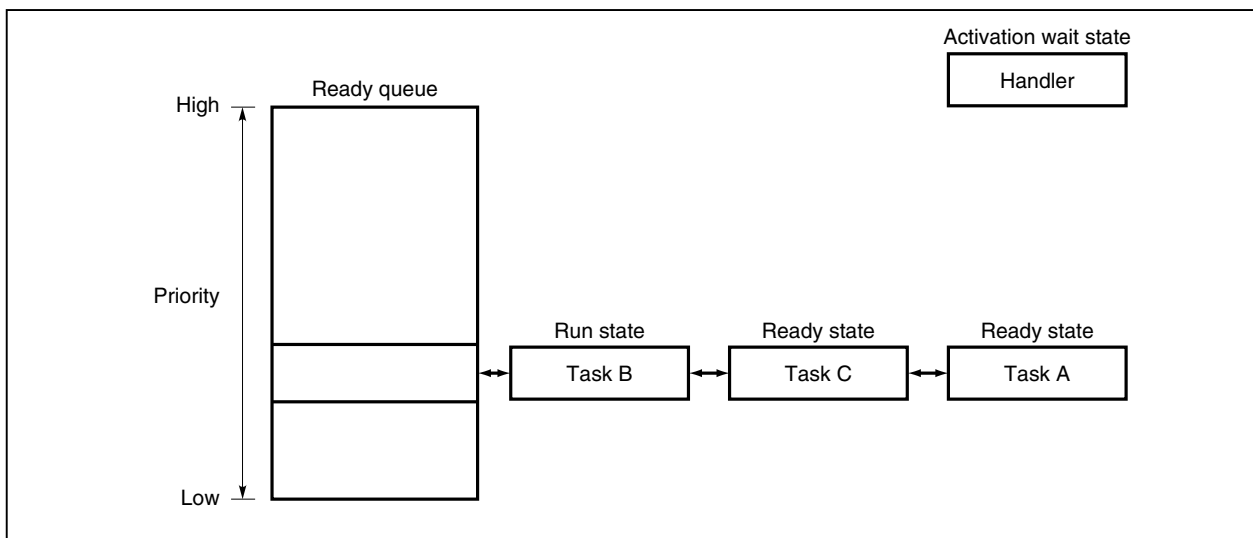 Activation wait state
Handler
Ready queue
High
Priority
Low
Run state
Ready state
Ready state
Task B
Task C
Task A